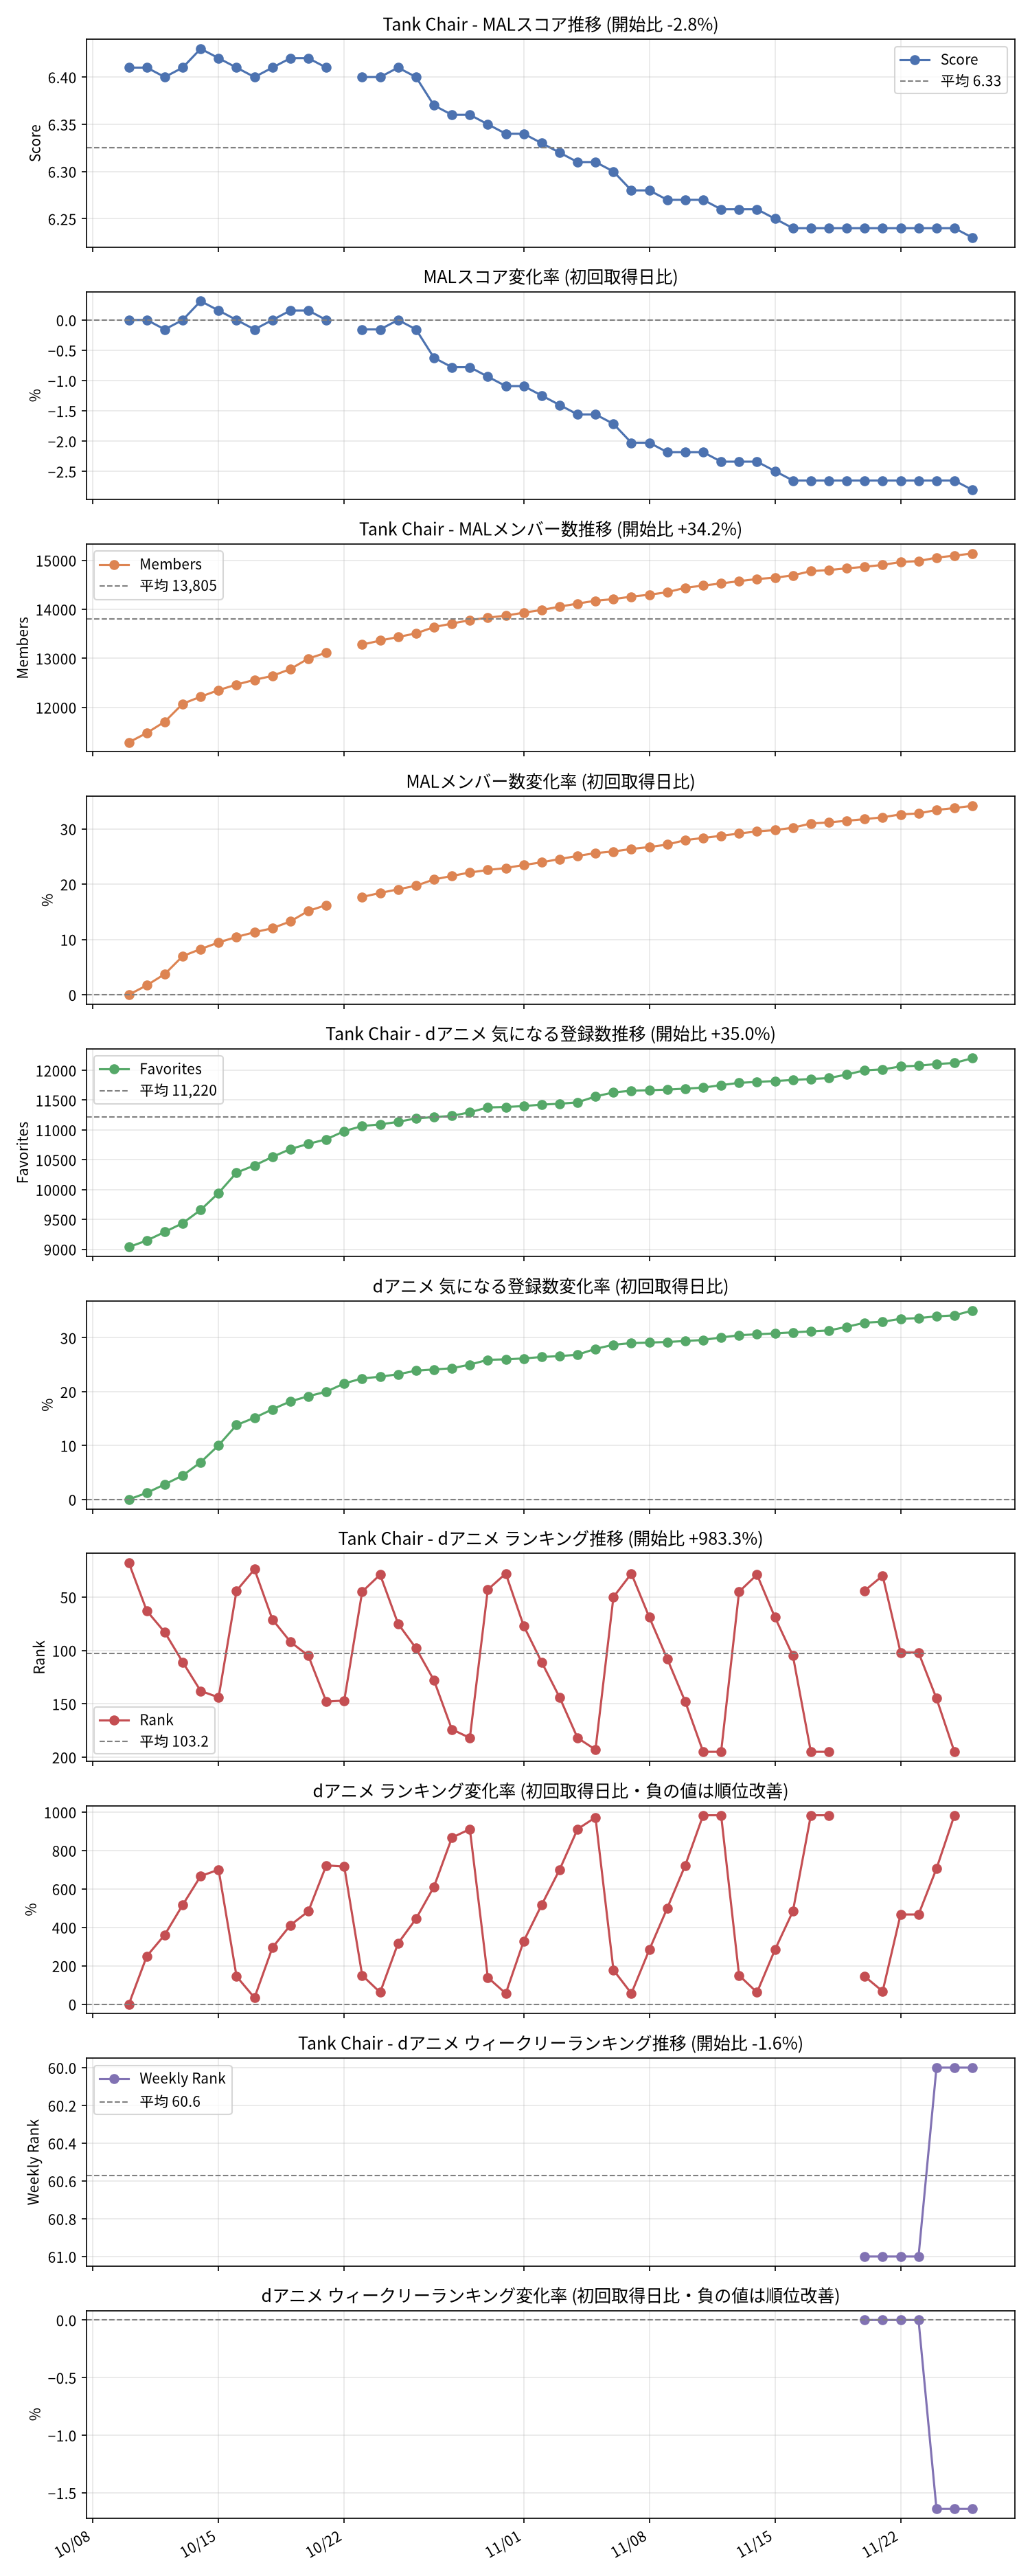 Tank Chair - MALスコア推移 (開始比 -2.8%)
Score
平均 6.33
6.40
6.35
6.30
6.25
Score
MALスコア変化率 (初回取得日比)
0.0
−0.5
−1.0
−1.5
−2.0
−2.5
%
Tank Chair - MALメンバー数推移 (開始比 +34.2%)
Members
平均 13,805
15000
14000
13000
12000
Members
MALメンバー数変化率 (初回取得日比)
30
20
10
0
%
Tank Chair - dアニメ 気になる登録数推移 (開始比 +35.0%)
Favorites
平均 11,220
12000
11500
11000
10500
10000
9500
9000
Favorites
dアニメ 気になる登録数変化率 (初回取得日比)
30
20
10
0
%
Tank Chair - dアニメ ランキング推移 (開始比 +983.3%)
50
100
150
200
Rank
Rank
平均 103.2
dアニメ ランキング変化率 (初回取得日比・負の値は順位改善)
1000
800
600
400
200
0
%
Tank Chair - dアニメ ウィークリーランキング推移 (開始比 -1.6%)
Weekly Rank
平均 60.6
60.0
60.2
60.4
60.6
60.8
61.0
Weekly Rank
dアニメ ウィークリーランキング変化率 (初回取得日比・負の値は順位改善)
0.0
−0.5
−1.0
−1.5
%
10/08
10/15
10/22
11/01
11/08
11/15
11/22